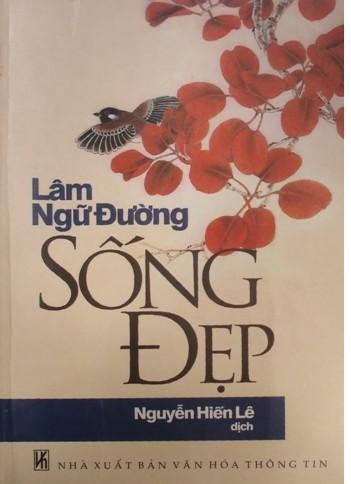 Lâm
Ngữ Đường
SỐNG
ĐẸP
Nguyễn Hiến Lê
dịch
NHÀ XUẤT BẢN VĂN HÓA THÔNG TIN